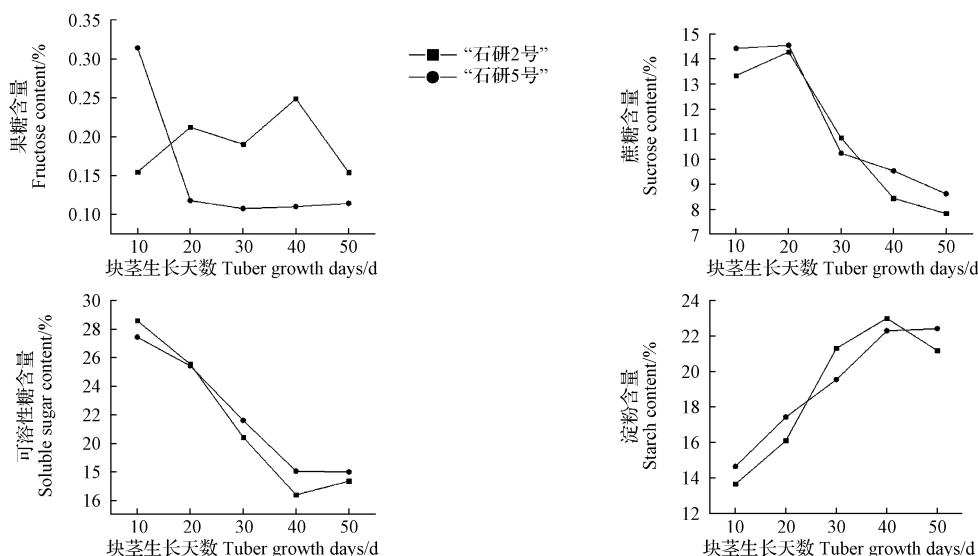 果糖含量
Fructose content/%
0.35
0.30
0.25
0.20
0.15
0.10
10 20 30 40 50
块茎生长天数 Tuber growth days/d
“石研2号”
“石研5号”
蔗糖含量
Sucrose content/%
15
14
13
12
11
10
9
8
7
10 20 30 40 50
块茎生长天数 Tuber growth days/d
可溶性糖含量
Soluble sugar content/%
30
28
26
24
22
20
15
16
10 20 30 40 50
块茎生长天数 Tuber growth days/d
淀粉含量
Starch content/%
24
22
20
18
16
14
12
10 20 30 40 50
块茎生长天数 Tuber growth days/d